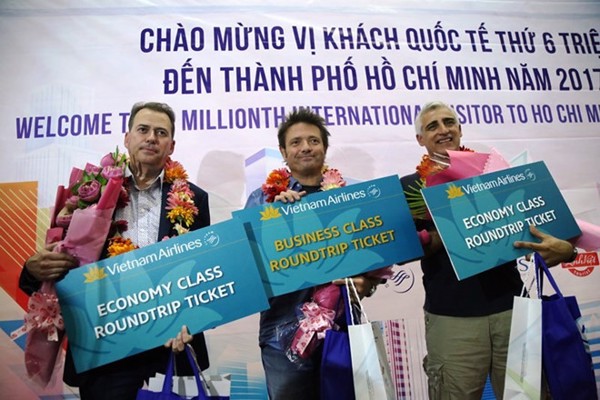 CHÀO MỪNG VỊ KHÁCH QUỐC TẾ THỨ 6 TRIỆ
ĐẾN THÀNH PHỐ HỒ CHÍ MINH NĂM 2017
WELCOME T MILLIONTH INTERNATIONAL VISITOR TO HO CHI M
Vietnam Airlines
ECONOMY CLASS
ROUNDTRIP TICKET
Vietnam Airlines
BUSINESS CLASS
ROUNDTRIP TICKET
Vietnam Airlines
ECONOMY CLASS
ROUNDTRIP TICKET